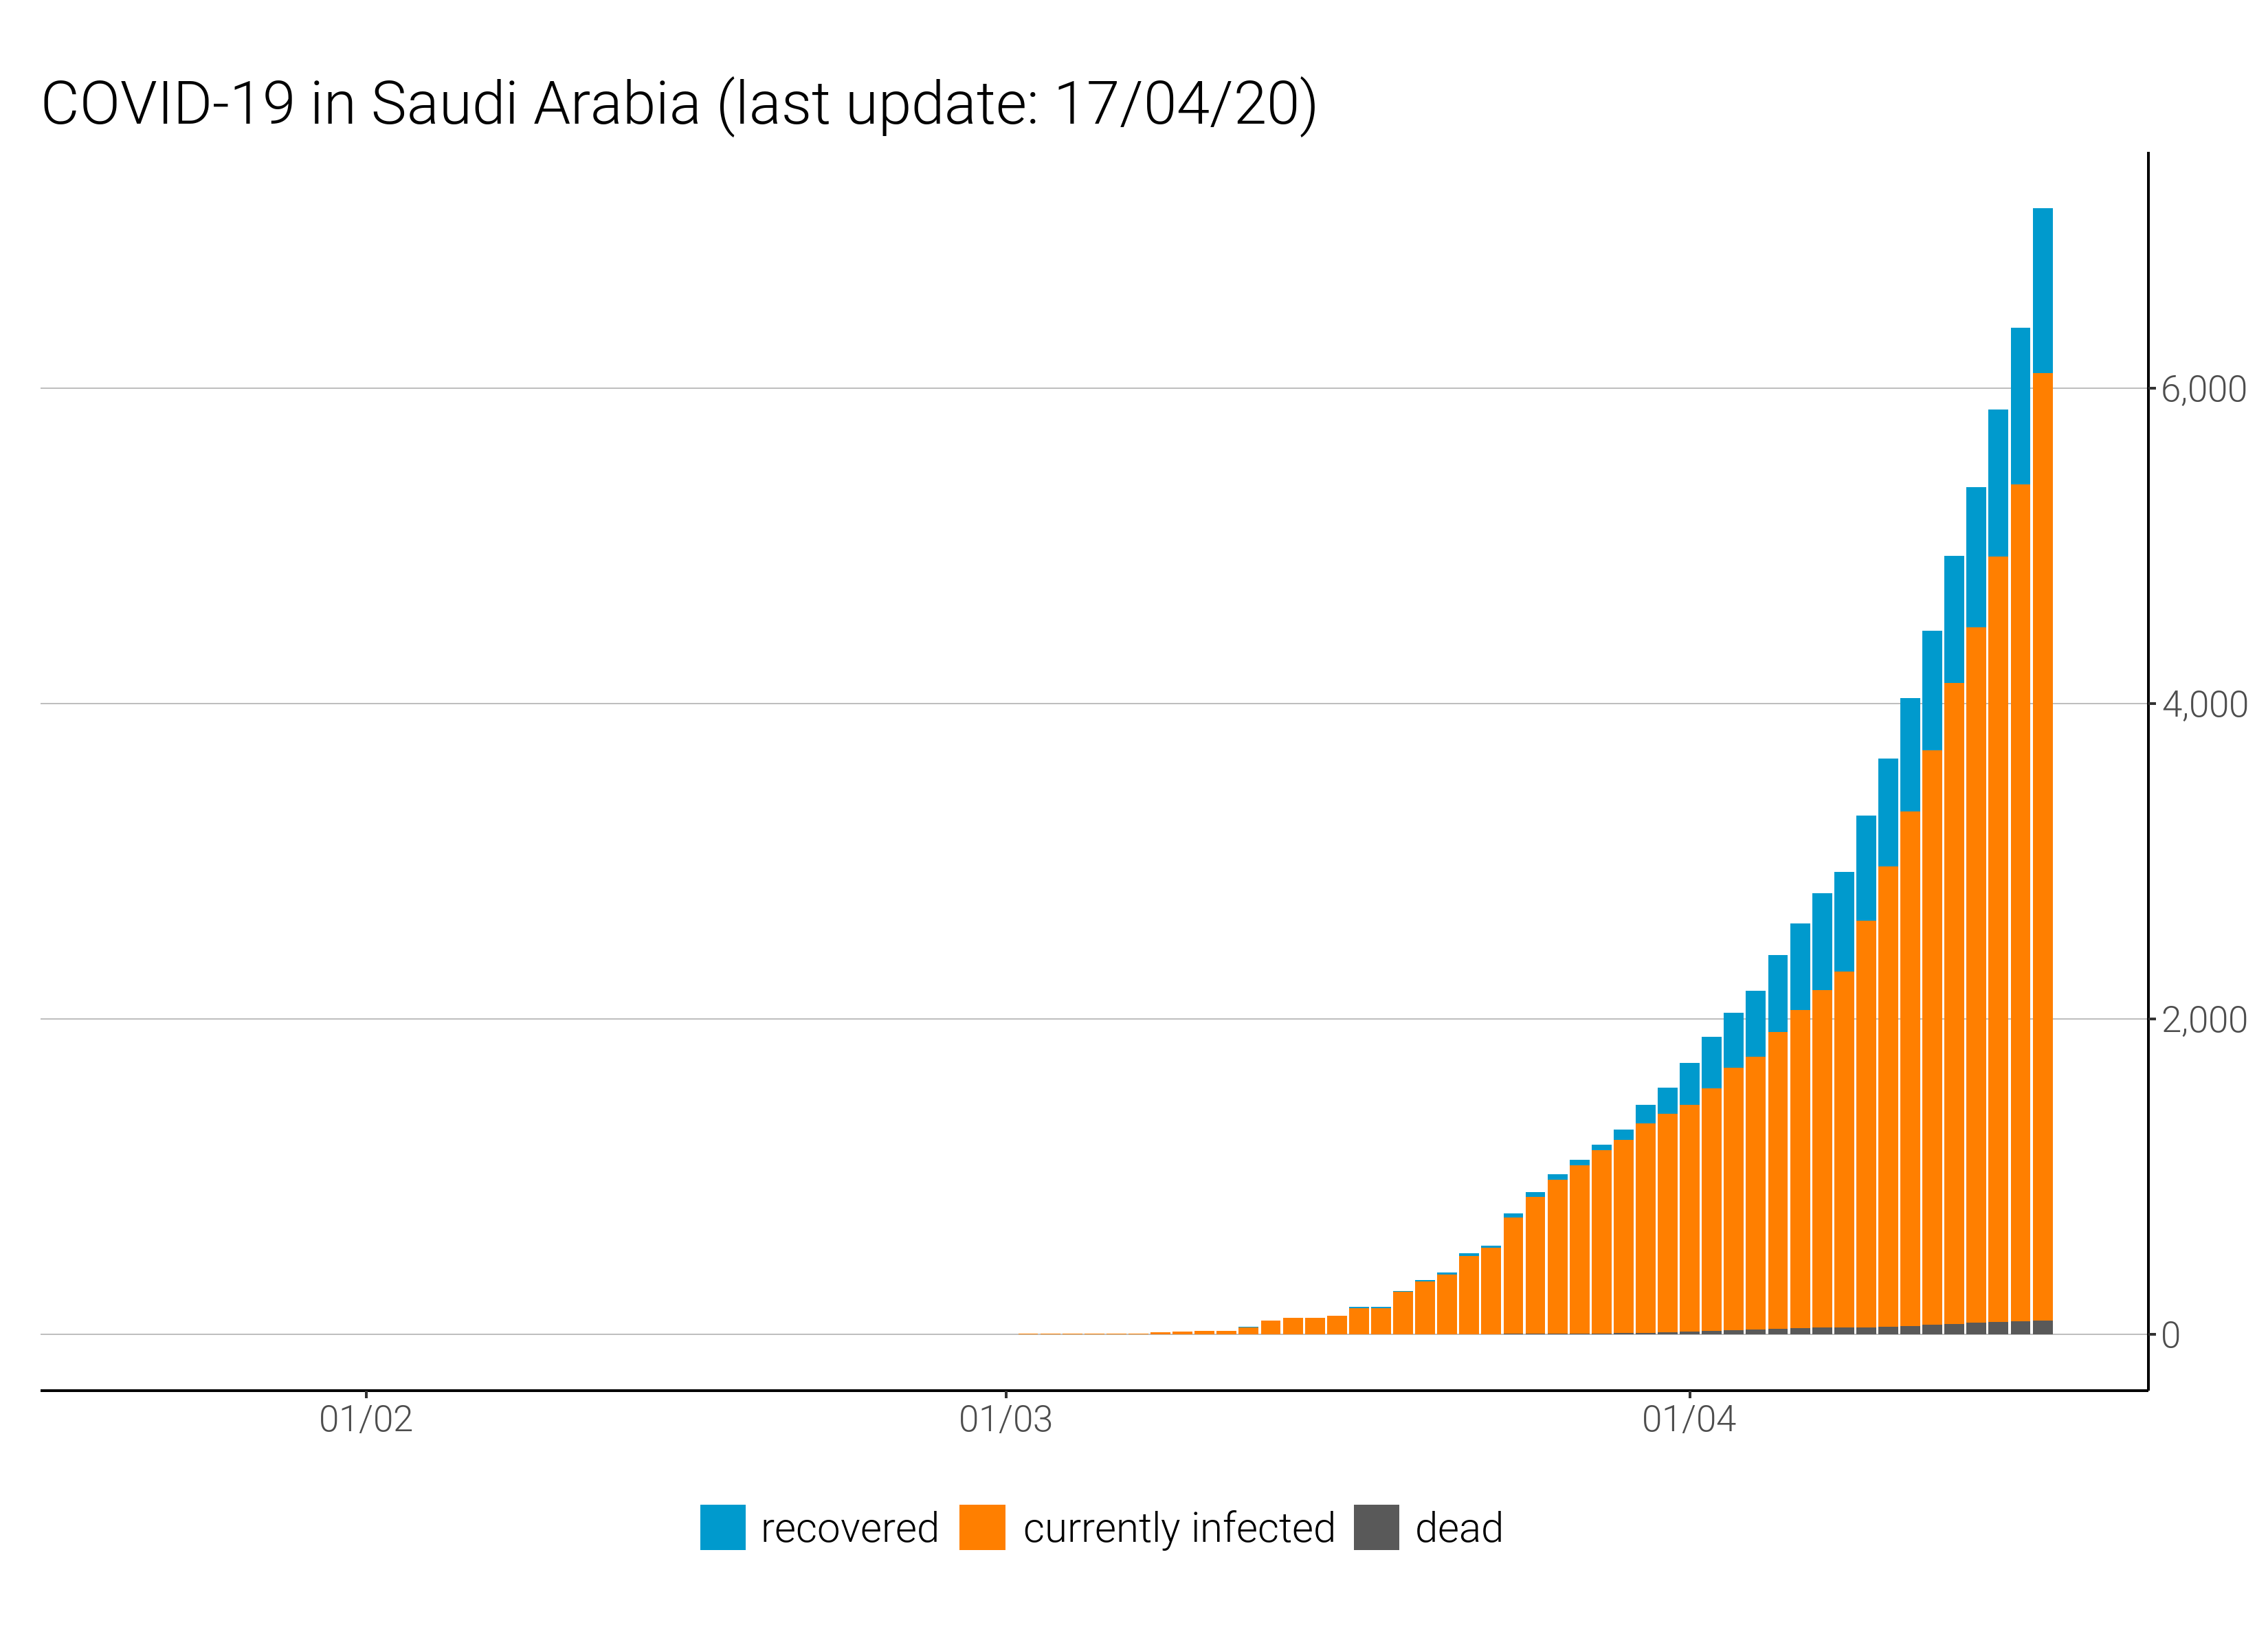 COVID-19 in Saudi Arabia (last update: 17/04/20)
6,000
4,000
2,000
0
01/02 01/03 01/04
recovered currently infected dead